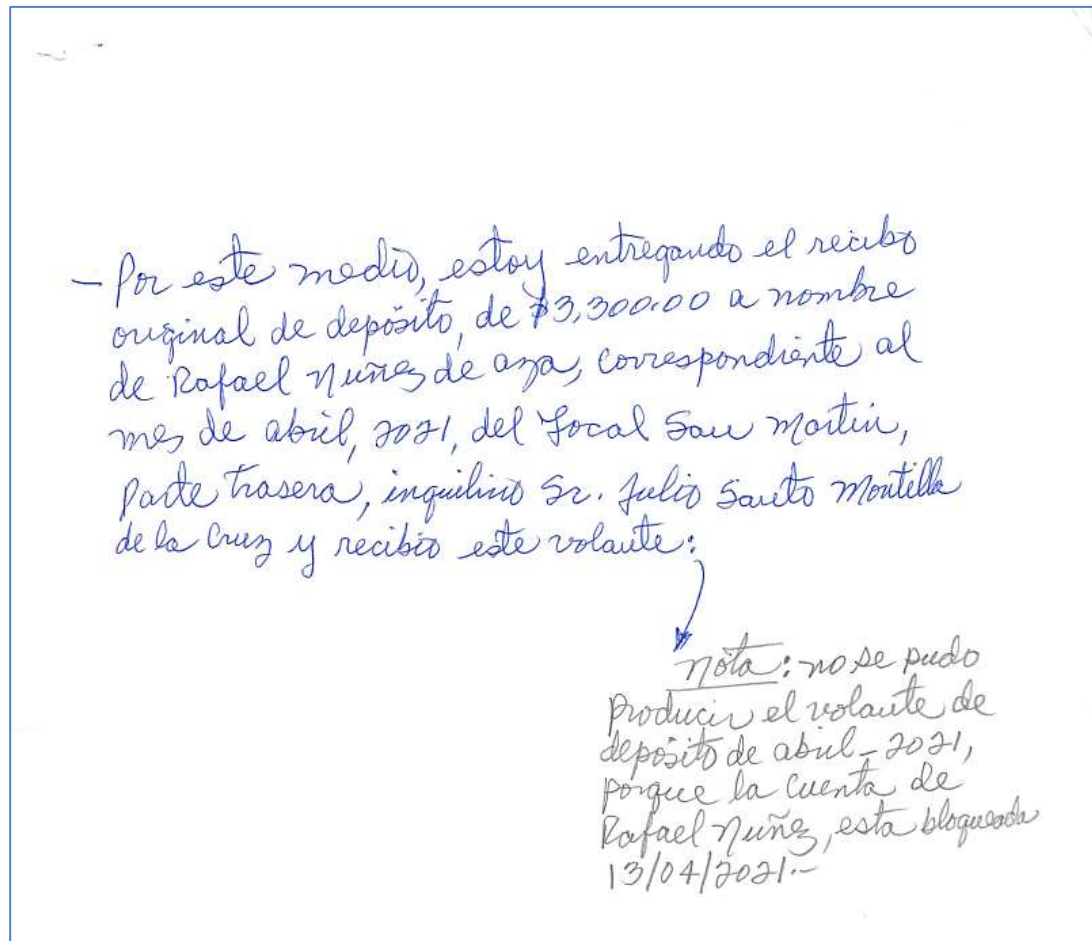 - Por este medio, estoy entregando el recibo
original de depósito, de $3,300.00 a nombre
de Rafael Nuñez de aza, correspondiente al
mes de abril, 2021, del Local San Martin,
parte trasera, inquilino Sr. Julio Santo Montilla
de la Cruz y recibio este volante:
nota: no se pudo
producir el volante de
depósito de abril-2021,
porque la cuenta de
Rafael Nuñez, esta bloqueada
13/04/2021.-